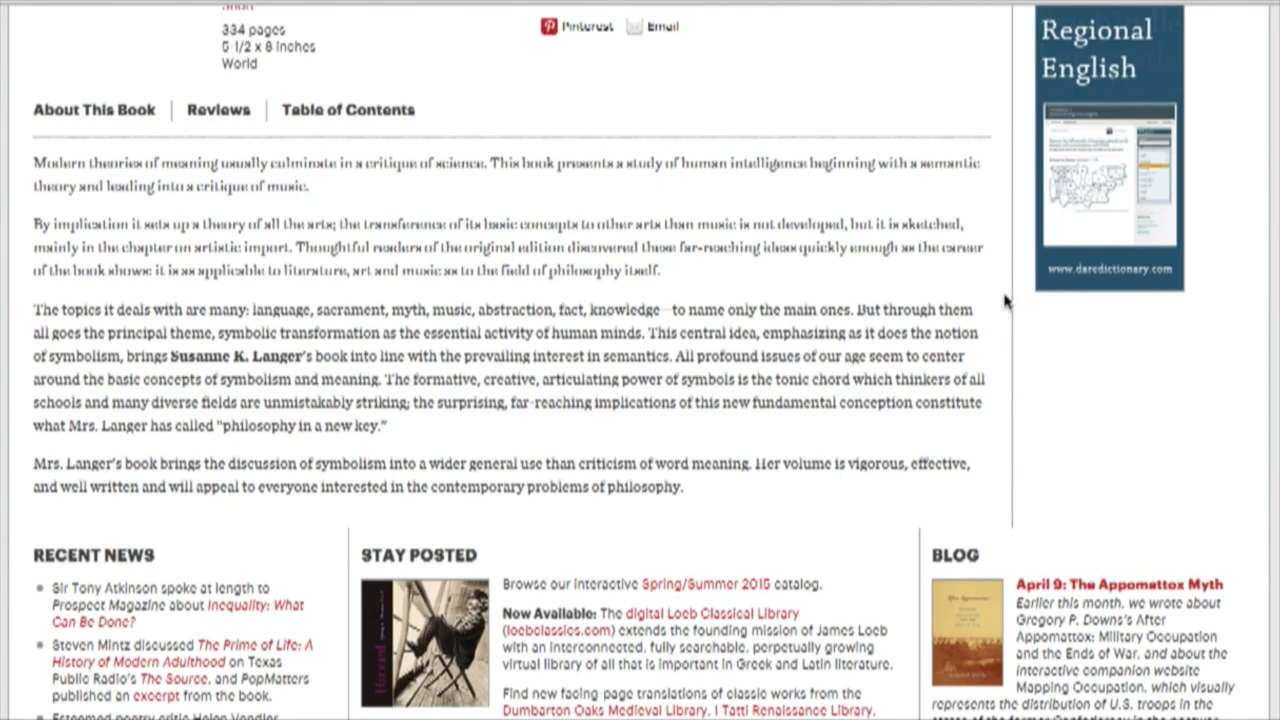 334 pages
5-1/2 x 8 inches
World
Pinterest
Email
Regional
English
www.daredictionary.com
About This Book
Reviews
Table of Contents
Modern theories of meaning usually culminate in a critique of science. This book presents a study of human intelligence beginning with a semantic
theory and leading into a critique of music.
By implication it sets up a theory of all the arts; the transference of its basic concepts to other arts than music is not developed, but it is sketched,
mainly in the chapter on artistic import. Thoughtful readers of the original edition discovered these far-reaching ideas quickly enough as the career
of the book shows: it is as applicable to literature, art and music as to the field of philosophy itself.
The topics it deals with are many: language, sacrament, myth, music, abstraction, fact, knowledge—to name only the main ones. But through them
all goes the principal theme, symbolic transformation as the essential activity of human minds. This central idea, emphasizing as it does the notion
of symbolism, brings Susanne K. Langer's book into line with the prevailing interest in semantics. All profound issues of our age seem to center
around the basic concepts of symbolism and meaning. The formative, creative, articulating power of symbols is the tonic chord which thinkers of all
schools and many diverse fields are unmistakably striking; the surprising, far-reaching implications of this new fundamental conception constitute
what Mrs. Langer has called "philosophy in a new key."
Mrs. Langer's book brings the discussion of symbolism into a wider general use than criticism of word meaning. Her volume is vigorous, effective,
and well written and will appeal to everyone interested in the contemporary problems of philosophy.
RECENT NEWS
Sir Tony Atkinson spoke at length to
Prospect Magazine about Inequality: What
Can Be Done?
Steven Mintz discussed The Prime of Life: A
History of Modern Adulthood on Texas
Public Radio's The Source, and PopMatters
published an excerpt from the book.
Esteemed poetry critic Helen Vendler
STAY POSTED
Harvard
Browse our interactive Spring/Summer 2015 catalog.
Now Available: The digital Loeb Classical Library
(loebclassics.com) extends the founding mission of James Loeb
with an interconnected, fully searchable, perpetually growing
virtual library of all that is important in Greek and Latin literature.
Find new facing-page translations of classic works from the
Dumbarton Oaks Medieval Library, I Tatti Renaissance Library,
BLOG
After Appomattox
April 9: The Appomattox Myth
Earlier this month, we wrote about
Gregory P. Downs's After
Appomattox: Military Occupation
and the Ends of War, and about the
interactive companion website
Mapping Occupation, which visually
represents the distribution of U.S. troops in the